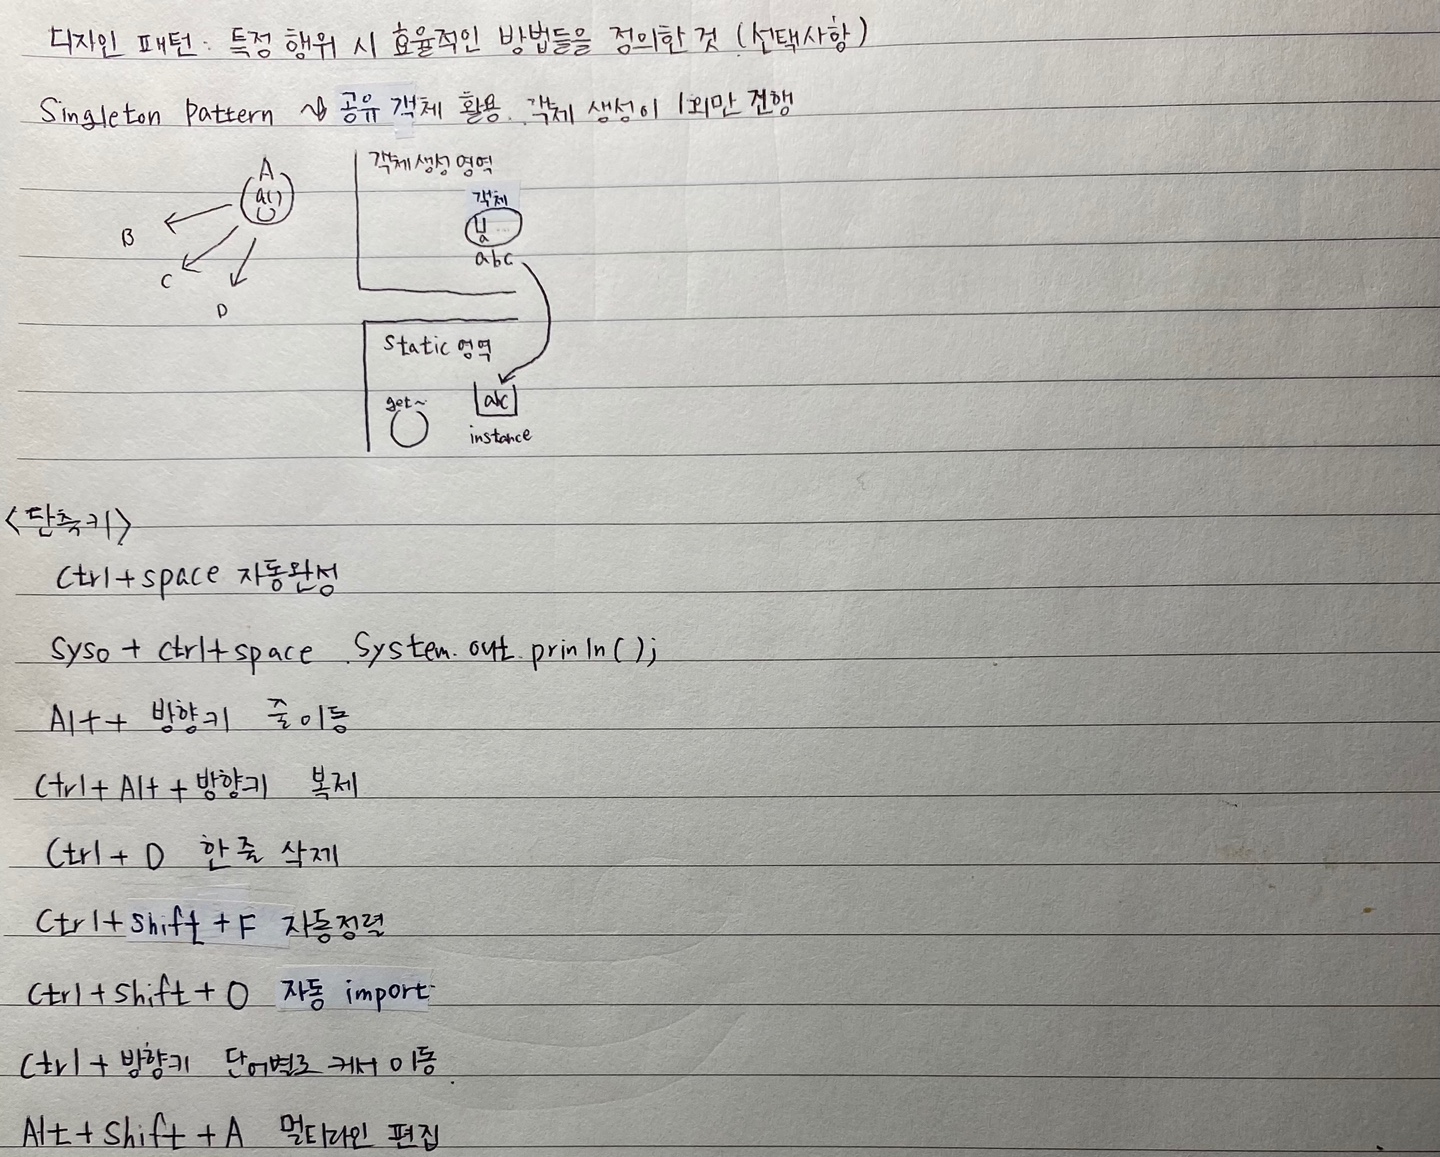 디자인 패턴 : 특정 행위 시 효율적인 방법들을 정의한 것 (선택사항)
Singleton Pattern ↝ 공유 객체 활용. 객체 생성이 1회만 진행
A
a()
B
C
D
객체 생성 영역
객체
a
abc
Static 영역
get~
abc
instance
<단축키>
Ctrl+space 자동완성
Syso + Ctrl+space System.out.prinln();
Alt+ 방향키 줄 이동
Ctrl+Alt+방향키 복제
Ctrl+D 한 줄 삭제
Ctrl+Shift+F 자동정렬
Ctrl+Shift+O 자동 import
Ctrl+방향키 단어별로 커서 이동
Alt+Shift+A 멀티라인 편집